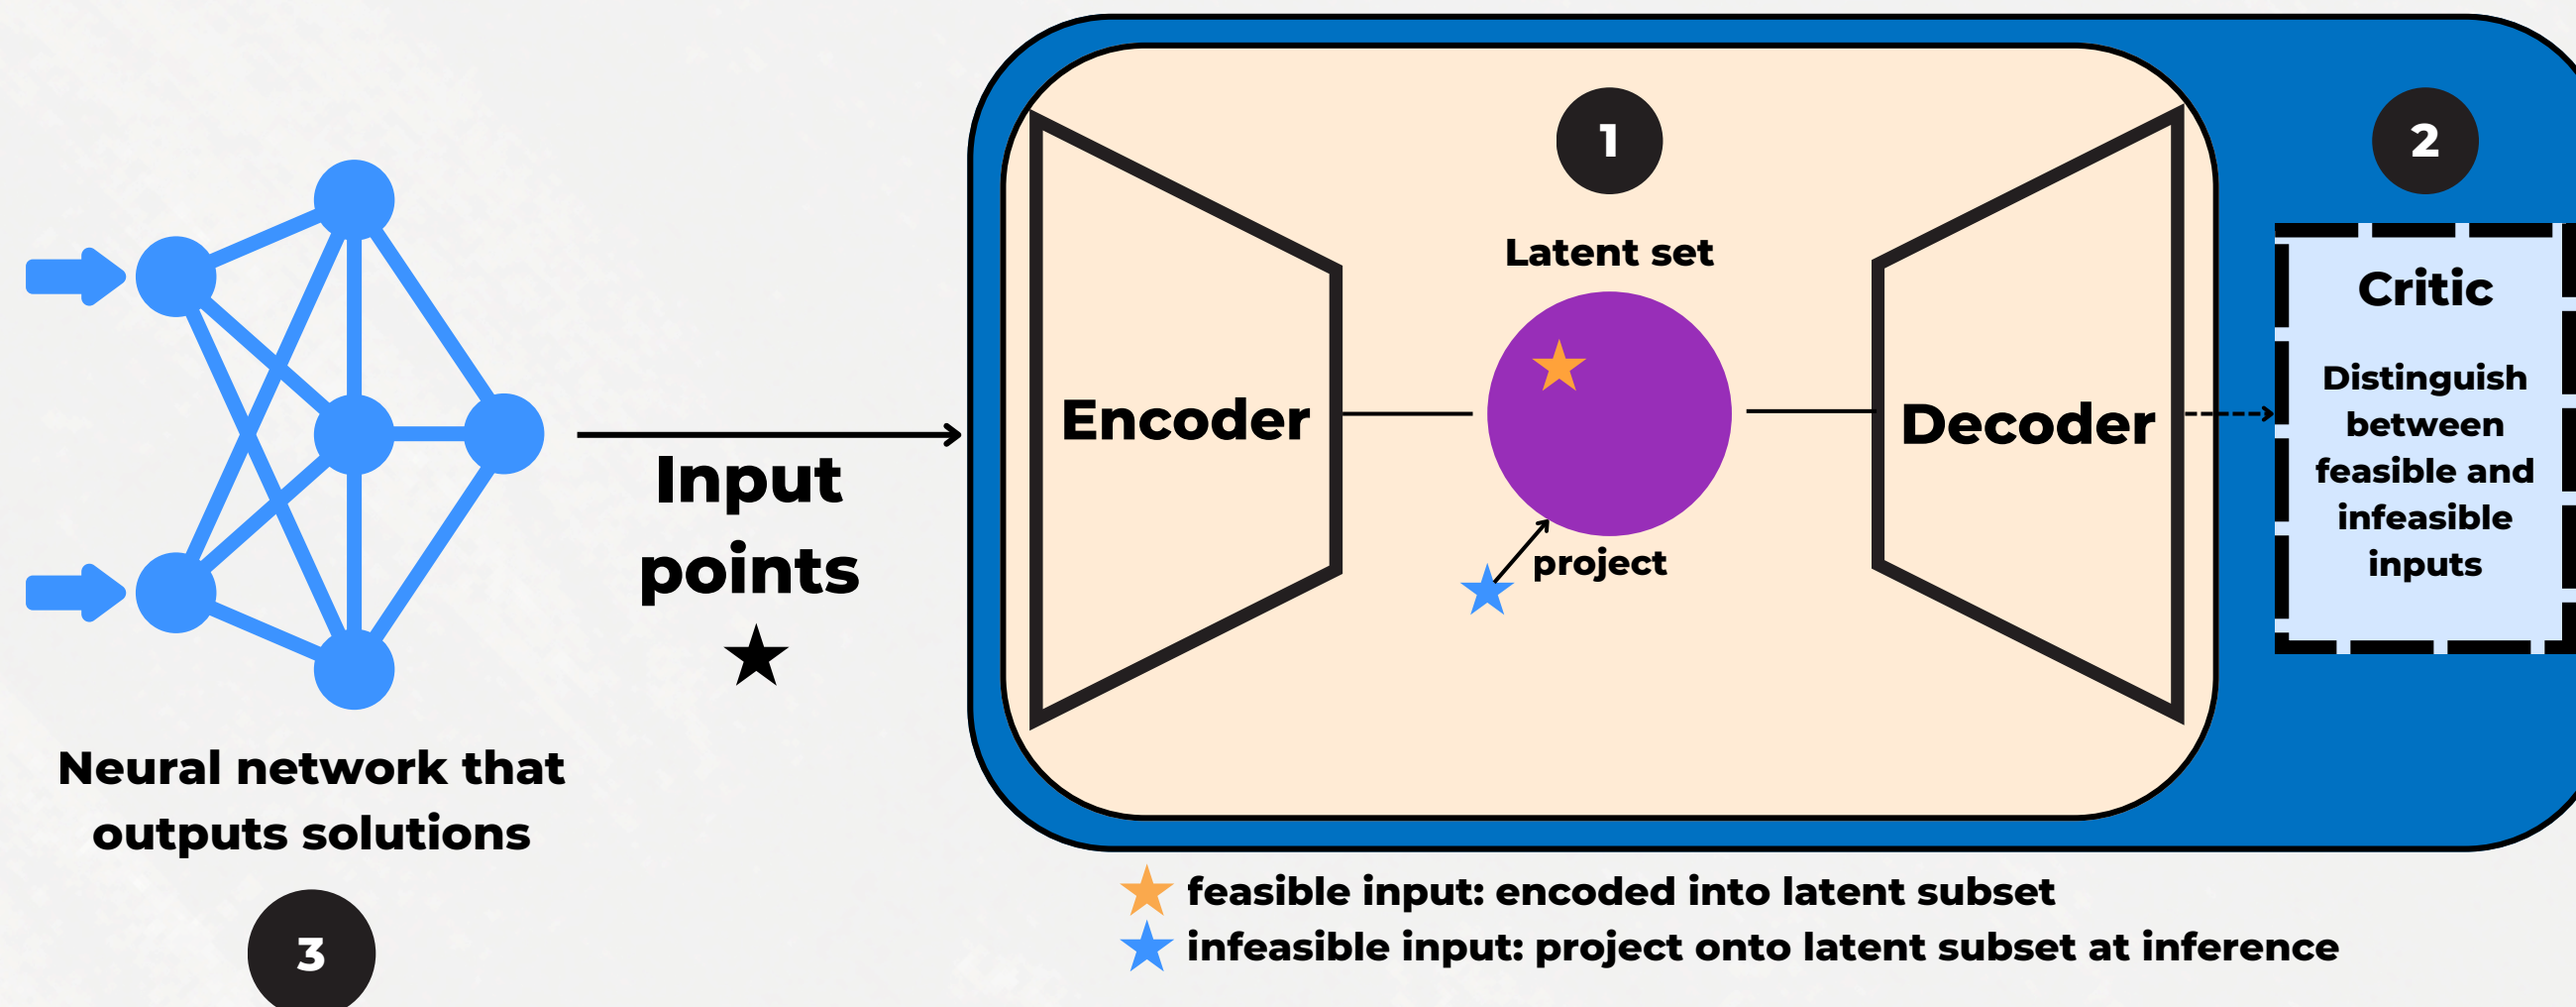 Neural network that
outputs solutions
3
Input
points
1
Latent set
Encoder
project
Decoder
2
Critic
Distinguish
between
feasible and
infeasible
inputs
feasible input: encoded into latent subset
infeasible input: project onto latent subset at inference